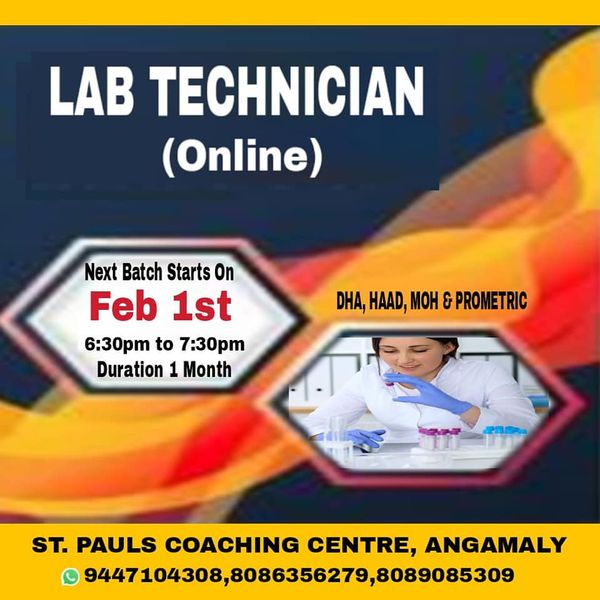 LAB TECHNICIAN
(Online)
Next Batch Starts On
Feb 1st
6:30pm to 7:30pm
Duration 1 Month
DHA, HAAD, MOH & PROMETRIC
ST. PAULS COACHING CENTRE, ANGAMALY
9447104308,8086356279,8089085309